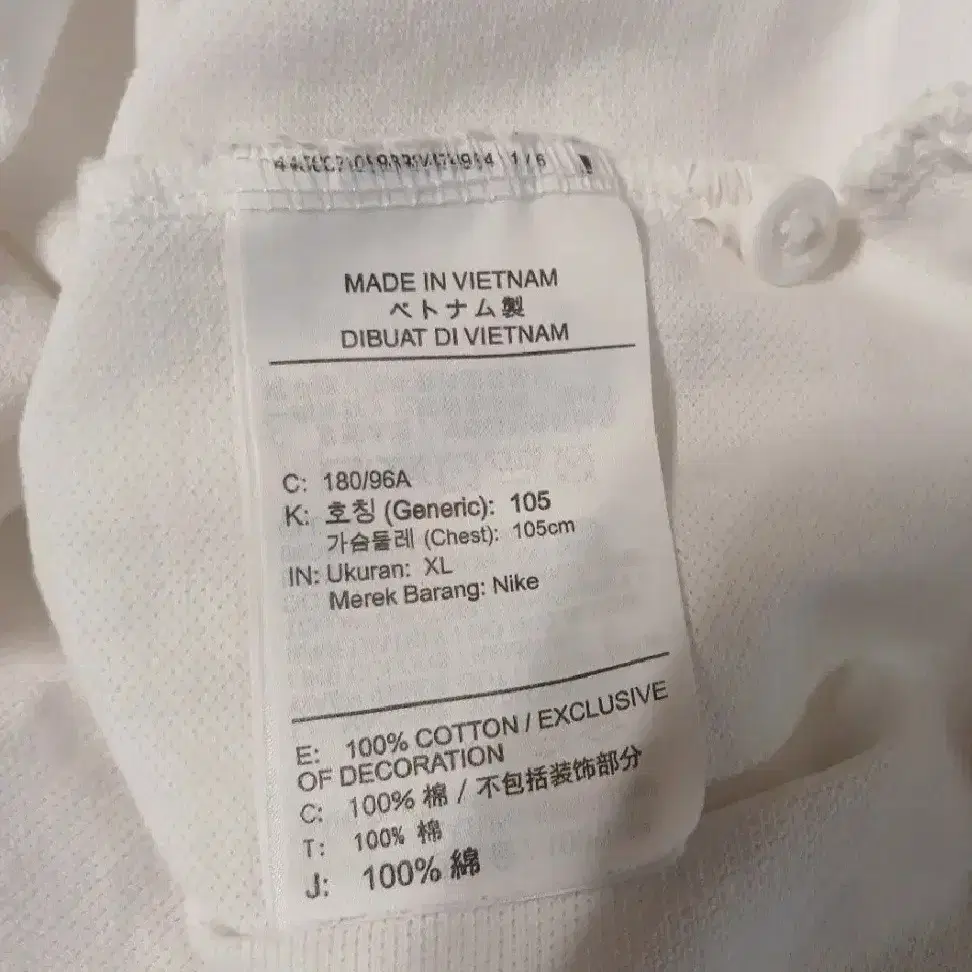 MADE IN VIETNAM
ベトナム製
DIBUAT DI VIETNAM
C: 180/96A
K: 호칭 (Generic): 105
가슴둘레 (Chest): 105cm
IN: Ukuran: XL
Merek Barang: Nike
E: 100% COTTON / EXCLUSIVE
OF DECORATION
C: 100% 棉 / 不包括装饰部分
T: 100% 棉
J: 100% 綿